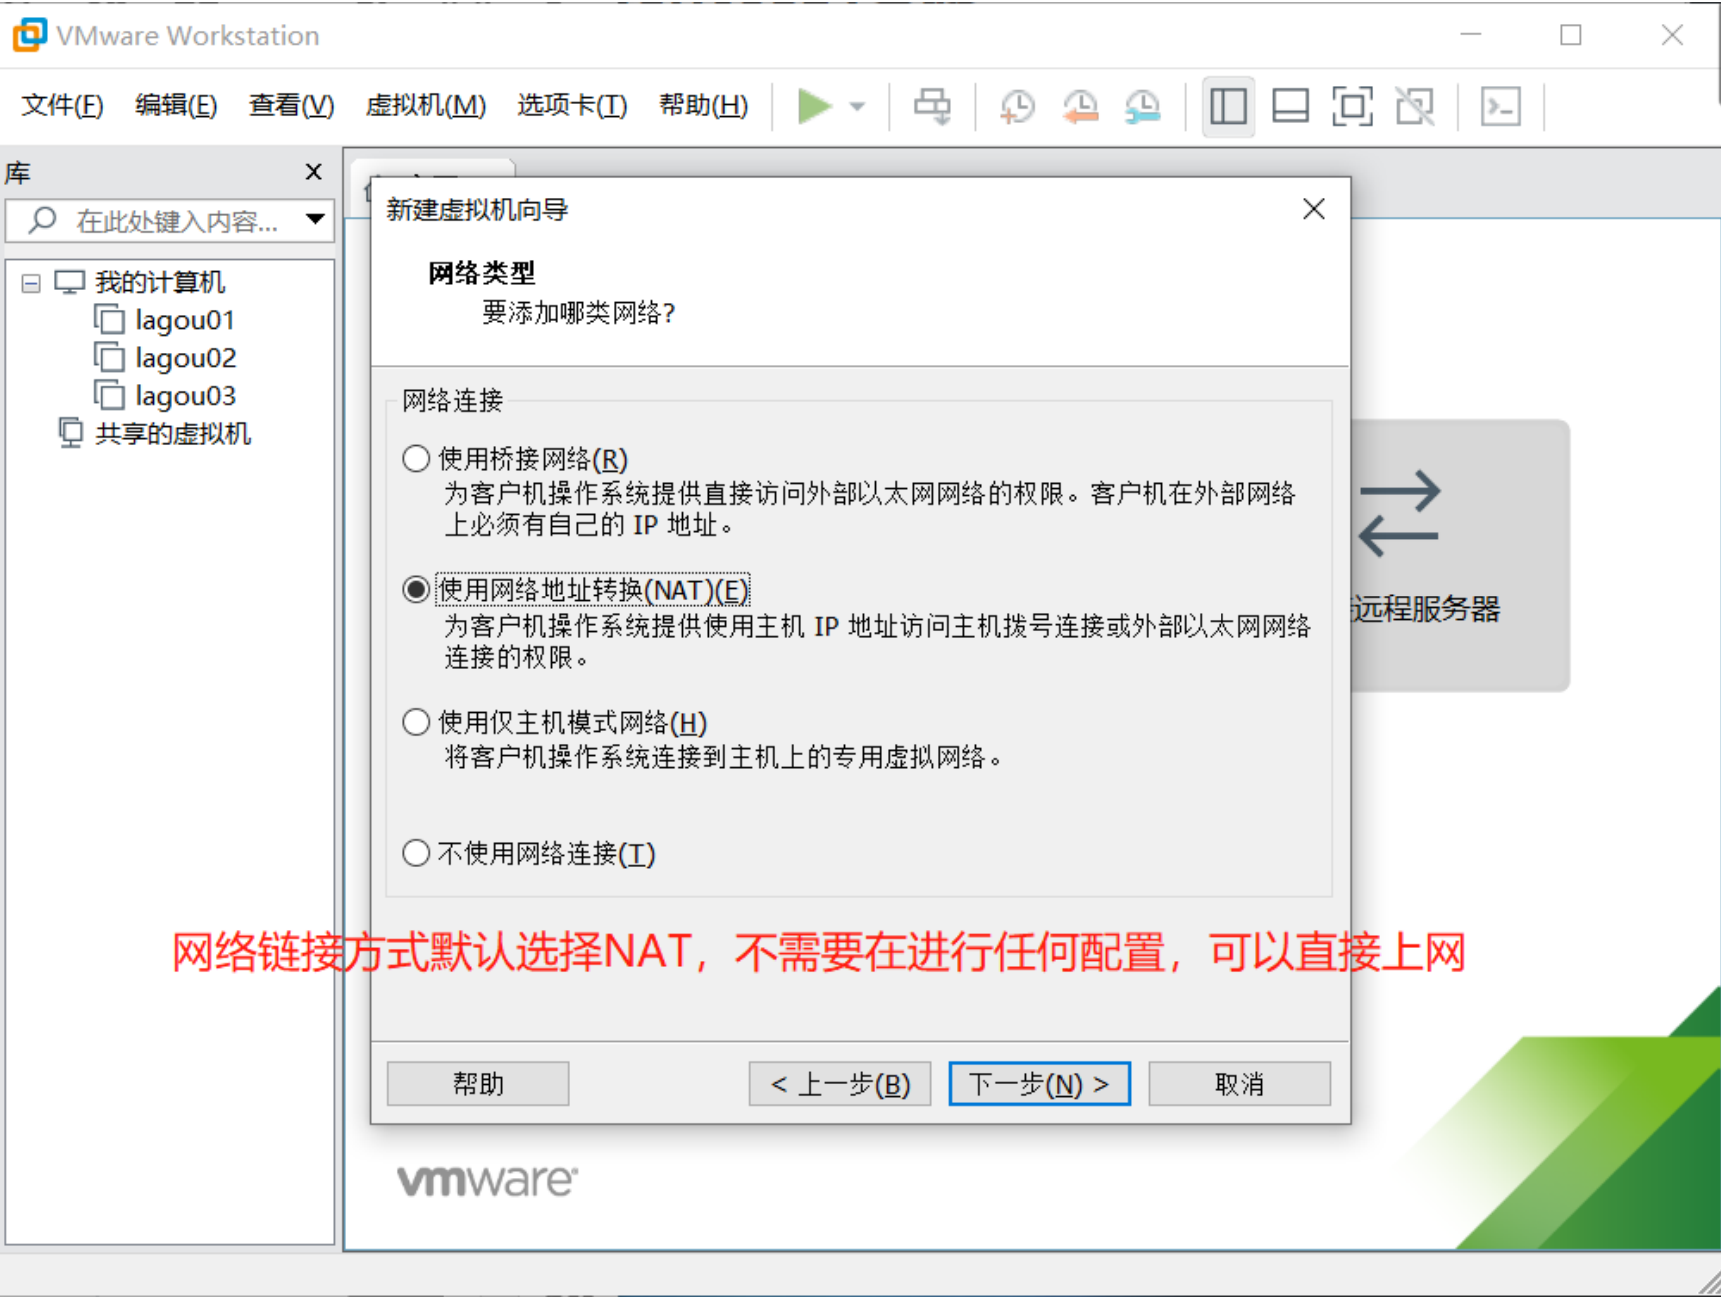 VMware Workstation
文件(F) 编辑(E) 查看(V) 虚拟机(M) 选项卡(T) 帮助(H)
库
在此处键入内容...
我的计算机
lagou01
lagou02
lagou03
共享的虚拟机
新建虚拟机向导
网络类型
要添加哪类网络?
网络连接
使用桥接网络(R)
为客户机操作系统提供直接访问外部以太网网络的权限。客户机在外部网络
上必须有自己的 IP 地址。
使用网络地址转换(NAT)(E)
为客户机操作系统提供使用主机 IP 地址访问主机拨号连接或外部以太网网络
连接的权限。
使用仅主机模式网络(H)
将客户机操作系统连接到主机上的专用虚拟网络。
不使用网络连接(T)
远程服务器
网络链接方式默认选择NAT，不需要在进行任何配置，可以直接上网
帮助
< 上一步(B)
下一步(N) >
取消
vmware